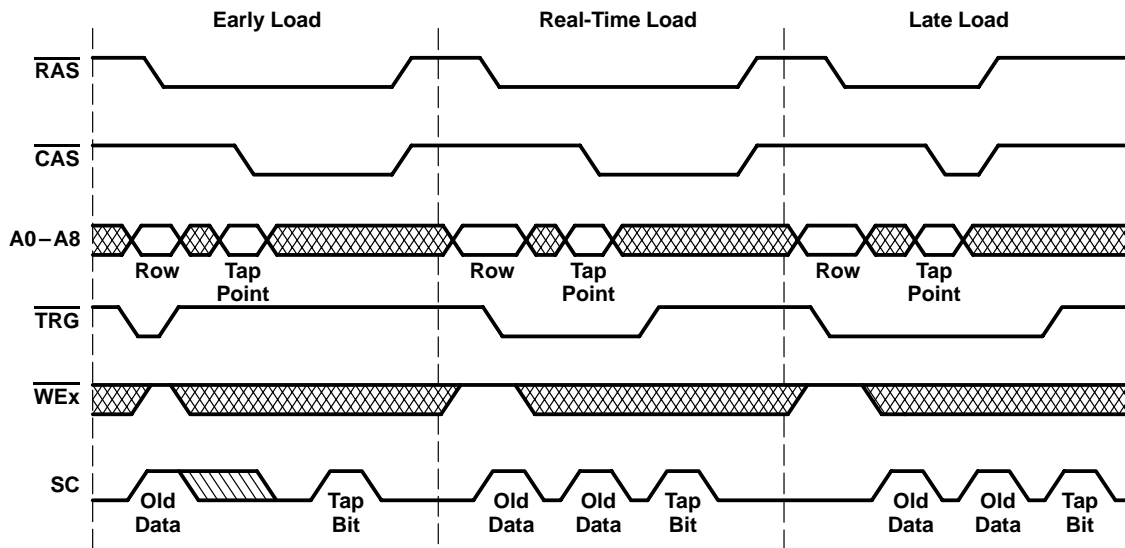 Early Load Real-Time Load Late Load
RAS
CAS
A0–A8
Row Tap Point Row Tap Point Row Tap Point
TRG
WEx
SC
Old Data Tap Bit Old Data Old Data Tap Bit Old Data Old Data Tap Bit